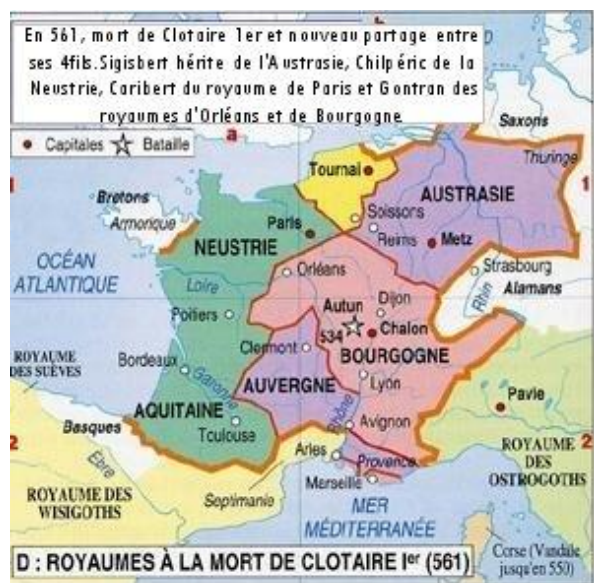 En 561, mort de Clotaire 1er et nouveau partage entre
ses 4fils.Sigisbert hérite de l'Austrasie, Chilpéric de la
Neustrie, Caribert du royaume de Paris et Gontran des
royaumes d'Orléans et de Bourgogne
b
D
a
Capitales Bataille
Saxons
Thuringe
1
1
Tournai
AUSTRASIE
Bretons
Armorique
Soissons
Paris
Reims
Metz
NEUSTRIE
OCÉAN
ATLANTIQUE
Orléans
Strasbourg
Loire
Rhin
Alamans
Poitiers
Autun
Dijon
534
Chalon
Clermont
BOURGOGNE
ROYAUME
DES SUÈVES
Bordeaux
Garonne
AUVERGNE
Lyon
Pavie
AQUITAINE
Rhône
Avignon
Basques
Toulouse
2
2
Arles
Provence
ROYAUME
DES
OSTROGOTHS
Èbre
Marseille
ROYAUME DES
WISIGOTHS
Septimanie
MER
MÉDITERRANÉE
D : ROYAUMES À LA MORT DE CLOTAIRE Ier (561)
Corse (Vandale
jusqu'en 550)